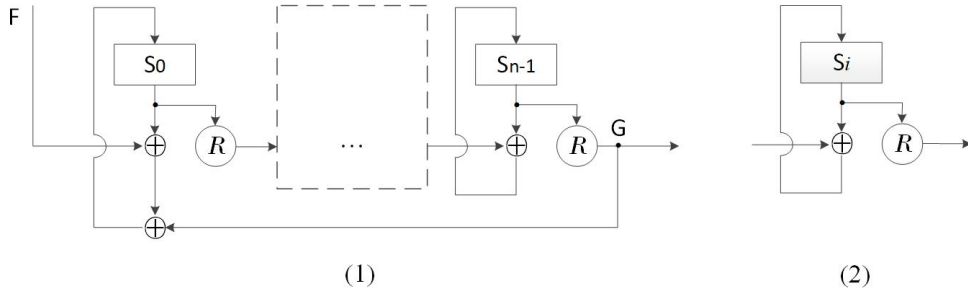 F
S0
R
...
Sn-1
R
G
Si
R
(1)
(2)